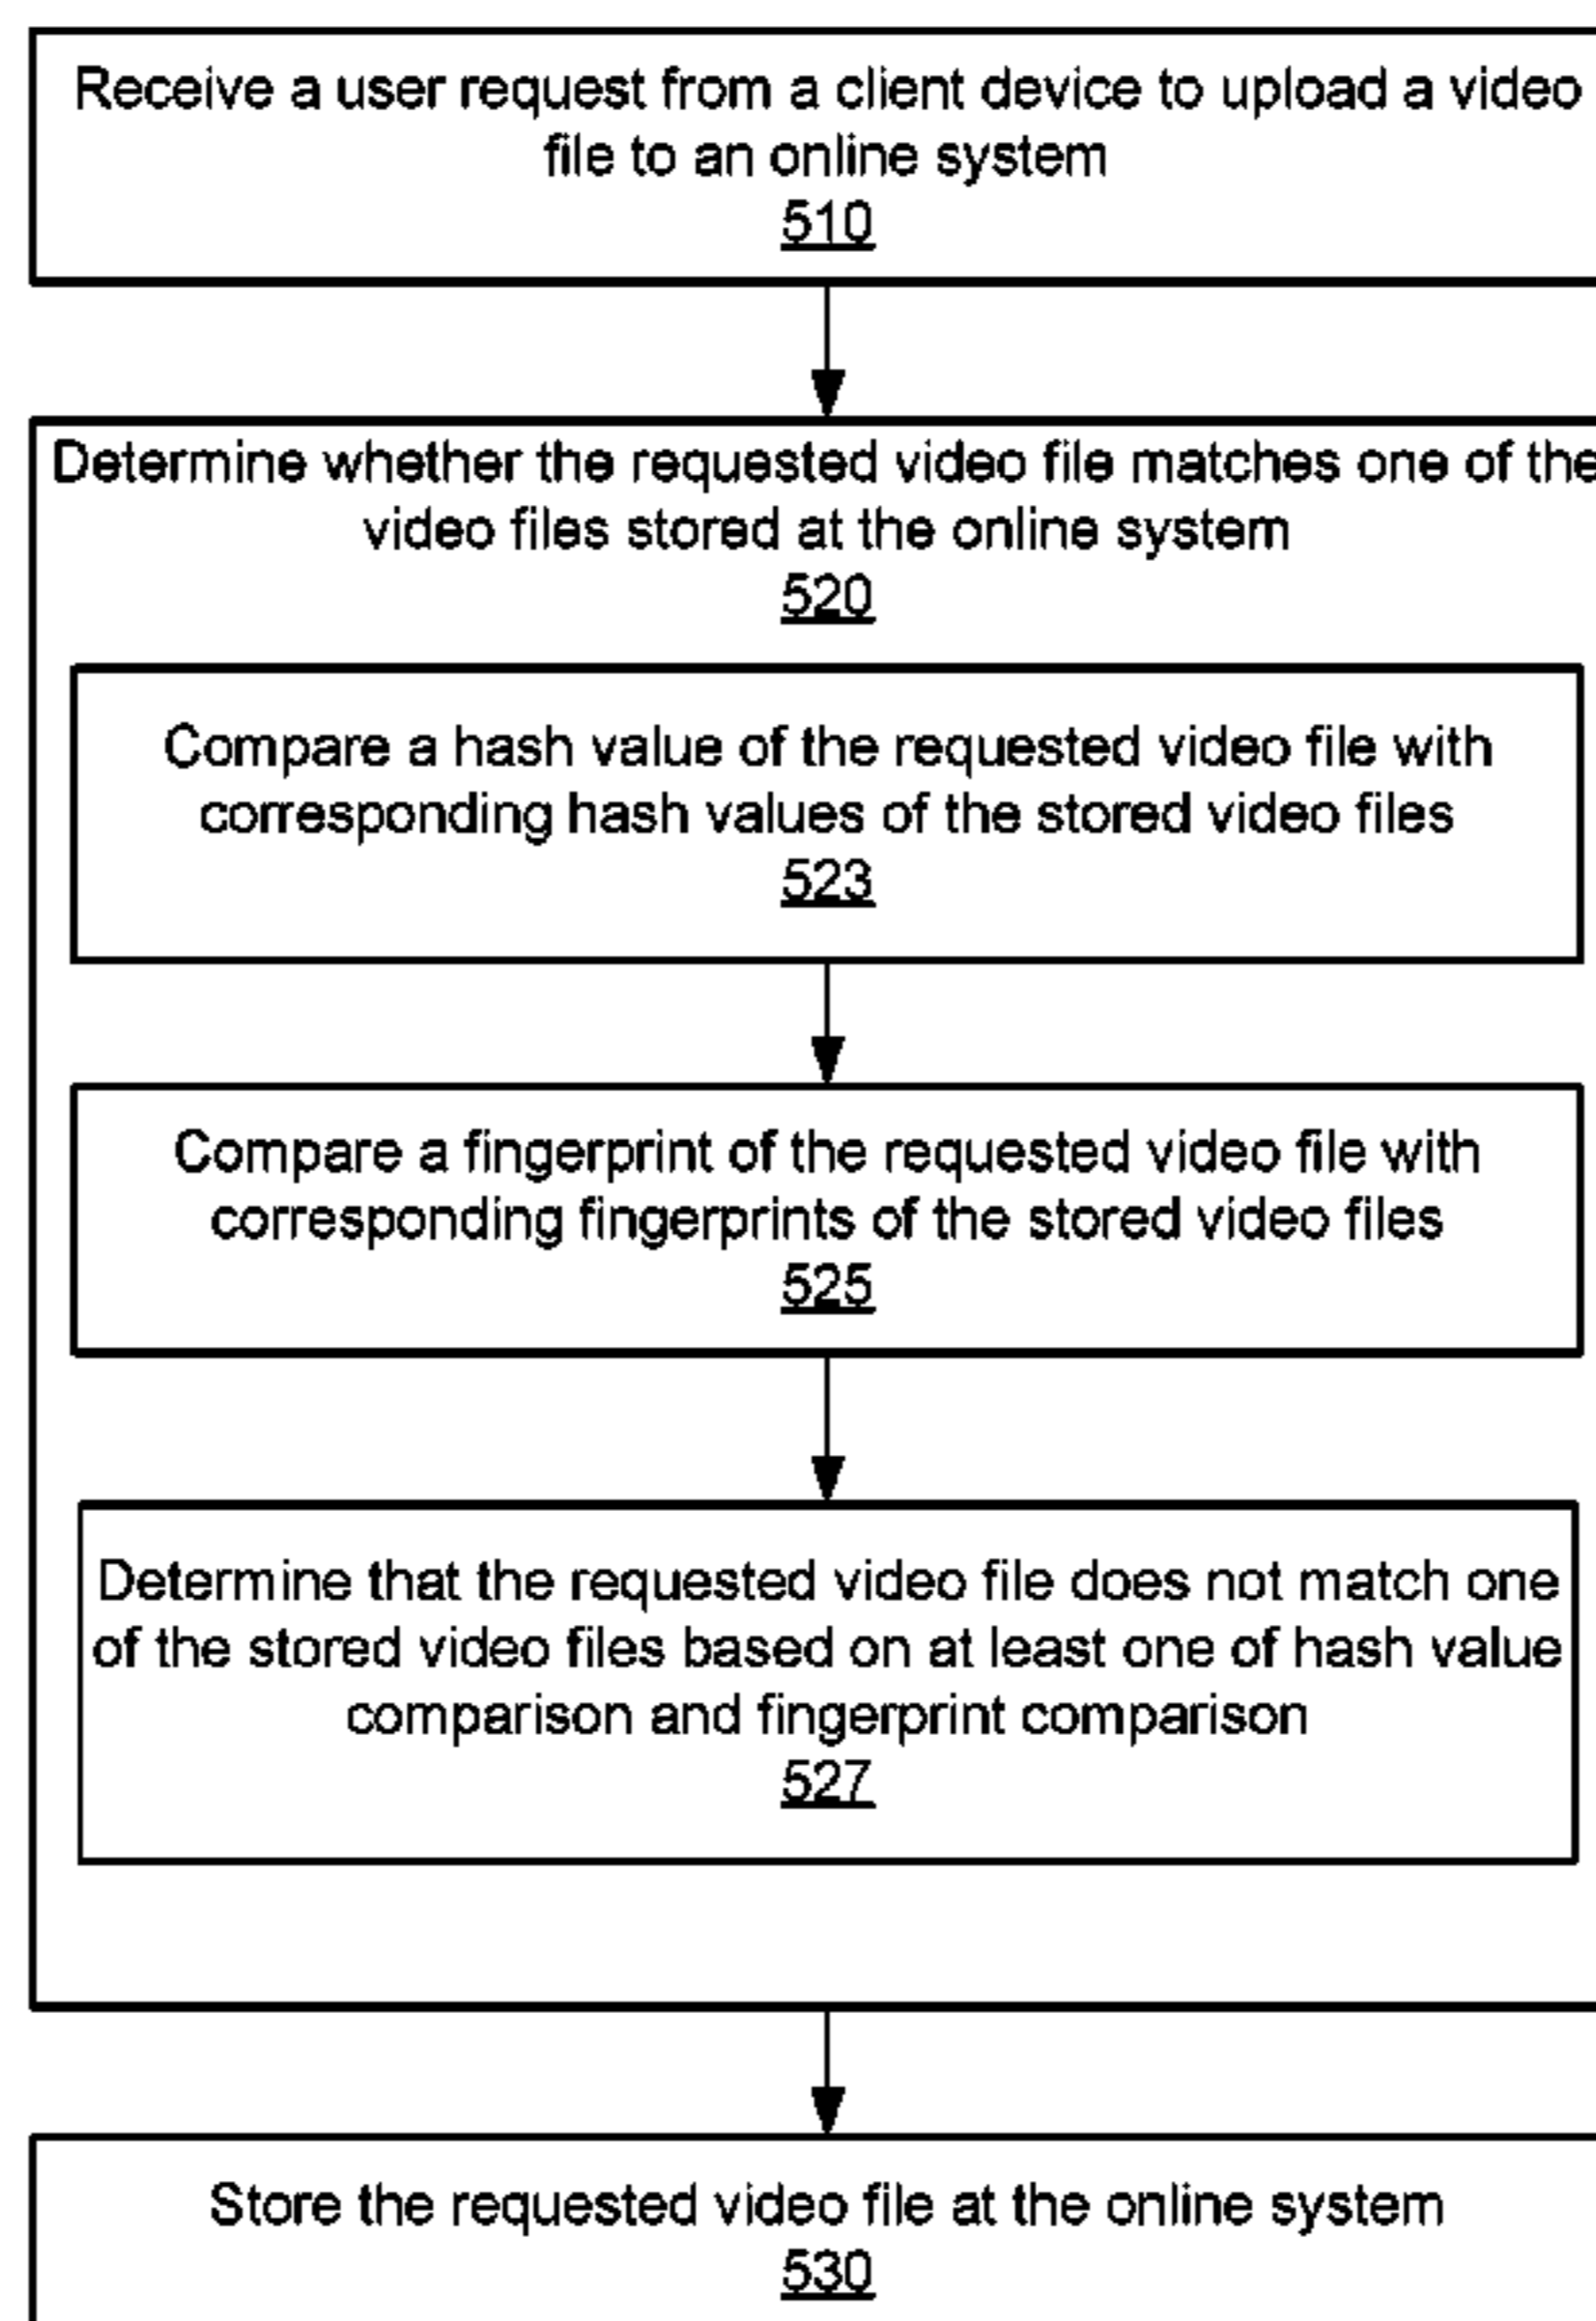 Receive a user request from a client device to upload a video
file to an online system
510
Determine whether the requested video file matches one of the
video files stored at the online system
520
Compare a hash value of the requested video file with
corresponding hash values of the stored video files
523
Compare a fingerprint of the requested video file with
corresponding fingerprints of the stored video files
525
Determine that the requested video file does not match one
of the stored video files based on at least one of hash value
comparison and fingerprint comparison
527
Store the requested video file at the online system
530